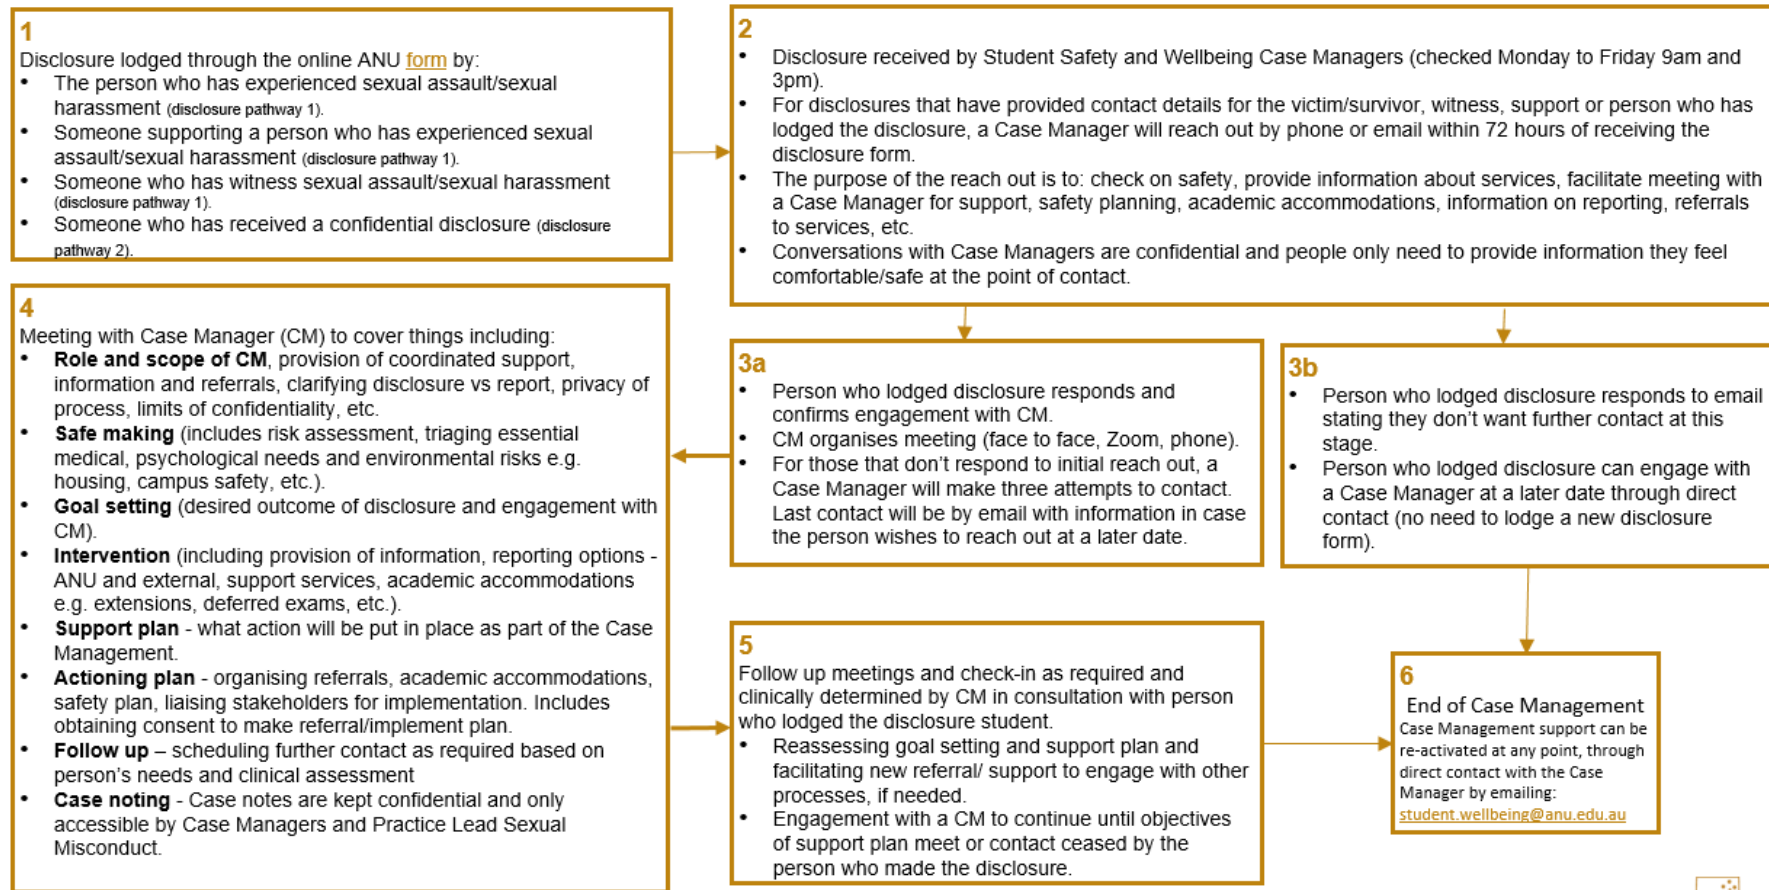 1
Disclosure lodged through the online ANU form by:
• The person who has experienced sexual assault/sexual
harassment (disclosure pathway 1).
• Someone supporting a person who has experienced sexual
assault/sexual harassment (disclosure pathway 1).
• Someone who has witness sexual assault/sexual harassment
(disclosure pathway 1).
• Someone who has received a confidential disclosure (disclosure
pathway 2).
2
• Disclosure received by Student Safety and Wellbeing Case Managers (checked Monday to Friday 9am and
3pm).
• For disclosures that have provided contact details for the victim/survivor, witness, support or person who has
lodged the disclosure, a Case Manager will reach out by phone or email within 72 hours of receiving the
disclosure form.
• The purpose of the reach out is to: check on safety, provide information about services, facilitate meeting with
a Case Manager for support, safety planning, academic accommodations, information on reporting, referrals
to services, etc.
• Conversations with Case Managers are confidential and people only need to provide information they feel
comfortable/safe at the point of contact.
3a
• Person who lodged disclosure responds and
confirms engagement with CM.
• CM organises meeting (face to face, Zoom, phone).
• For those that don't respond to initial reach out, a
Case Manager will make three attempts to contact.
Last contact will be by email with information in case
the person wishes to reach out at a later date.
3b
• Person who lodged disclosure responds to email
stating they don't want further contact at this
stage.
• Person who lodged disclosure can engage with
a Case Manager at a later date through direct
contact (no need to lodge a new disclosure
form).
4
Meeting with Case Manager (CM) to cover things including:
• Role and scope of CM, provision of coordinated support,
information and referrals, clarifying disclosure vs report, privacy of
process, limits of confidentiality, etc.
• Safe making (includes risk assessment, triaging essential
medical, psychological needs and environmental risks e.g.
housing, campus safety, etc.).
• Goal setting (desired outcome of disclosure and engagement with
CM).
• Intervention (including provision of information, reporting options -
ANU and external, support services, academic accommodations
e.g. extensions, deferred exams, etc.).
• Support plan - what action will be put in place as part of the Case
Management.
• Actioning plan - organising referrals, academic accommodations,
safety plan, liaising stakeholders for implementation. Includes
obtaining consent to make referral/implement plan.
• Follow up – scheduling further contact as required based on
person's needs and clinical assessment
• Case noting - Case notes are kept confidential and only
accessible by Case Managers and Practice Lead Sexual
Misconduct.
5
Follow up meetings and check-in as required and
clinically determined by CM in consultation with person
who lodged the disclosure student.
• Reassessing goal setting and support plan and
facilitating new referral/ support to engage with other
processes, if needed.
• Engagement with a CM to continue until objectives
of support plan meet or contact ceased by the
person who made the disclosure.
6
End of Case Management
Case Management support can be
re-activated at any point, through
direct contact with the Case
Manager by emailing:
student.wellbeing@anu.edu.au